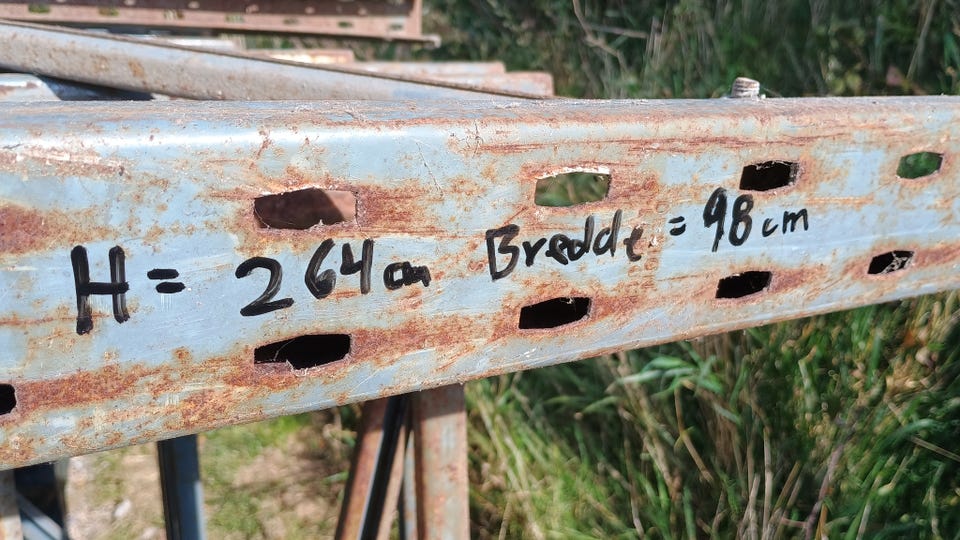 H = 264 cm Bredde = 98 cm